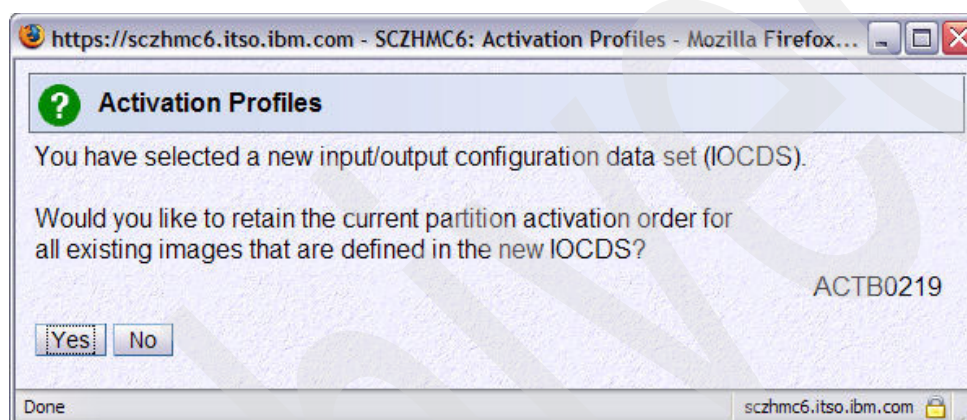 https://sczhmc6.itso.ibm.com - SCZHMC6: Activation Profiles - Mozilla Firefox...
Activation Profiles
You have selected a new input/output configuration data set (IOCDS).
Would you like to retain the current partition activation order for
all existing images that are defined in the new IOCDS?
ACTB0219
Yes No
Done sczhmc6.itso.ibm.com